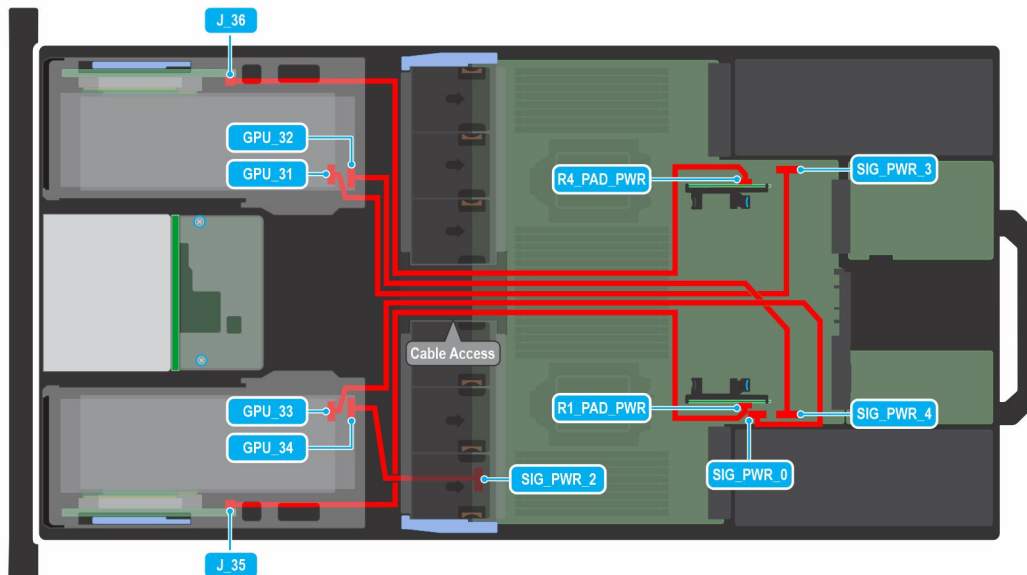 J_36
GPU_32
GPU_31
R4_PAD_PWR
SIG_PWR_3
Cable Access
GPU_33
R1_PAD_PWR
SIG_PWR_4
GPU_34
SIG_PWR_2
SIG_PWR_0
J_35